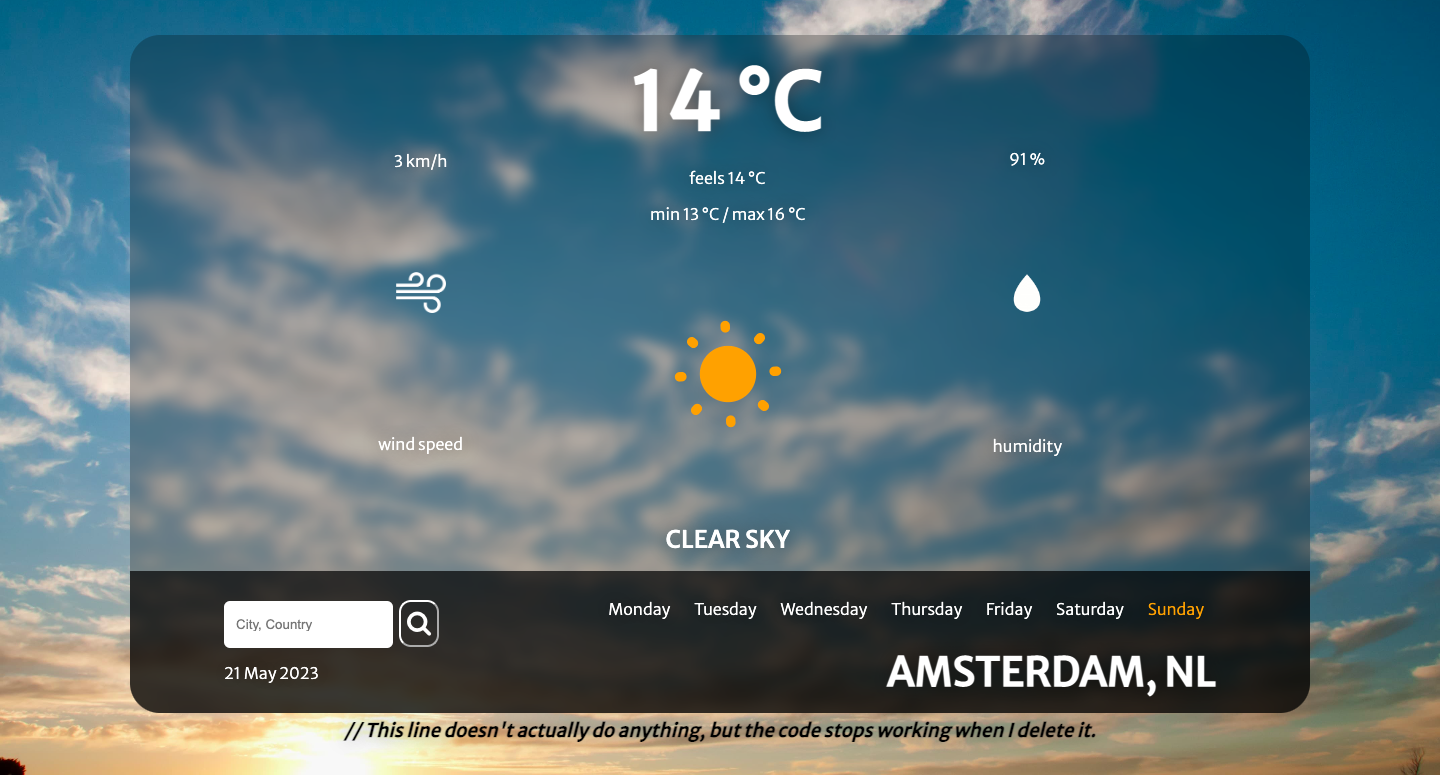 14 °C
3 km/h
feels 14 °C
91 %
min 13 °C / max 16 °C
wind speed
humidity
CLEAR SKY
City, Country
Monday Tuesday Wednesday Thursday Friday Saturday Sunday
21 May 2023
AMSTERDAM, NL
// This line doesn't actually do anything, but the code stops working when I delete it.